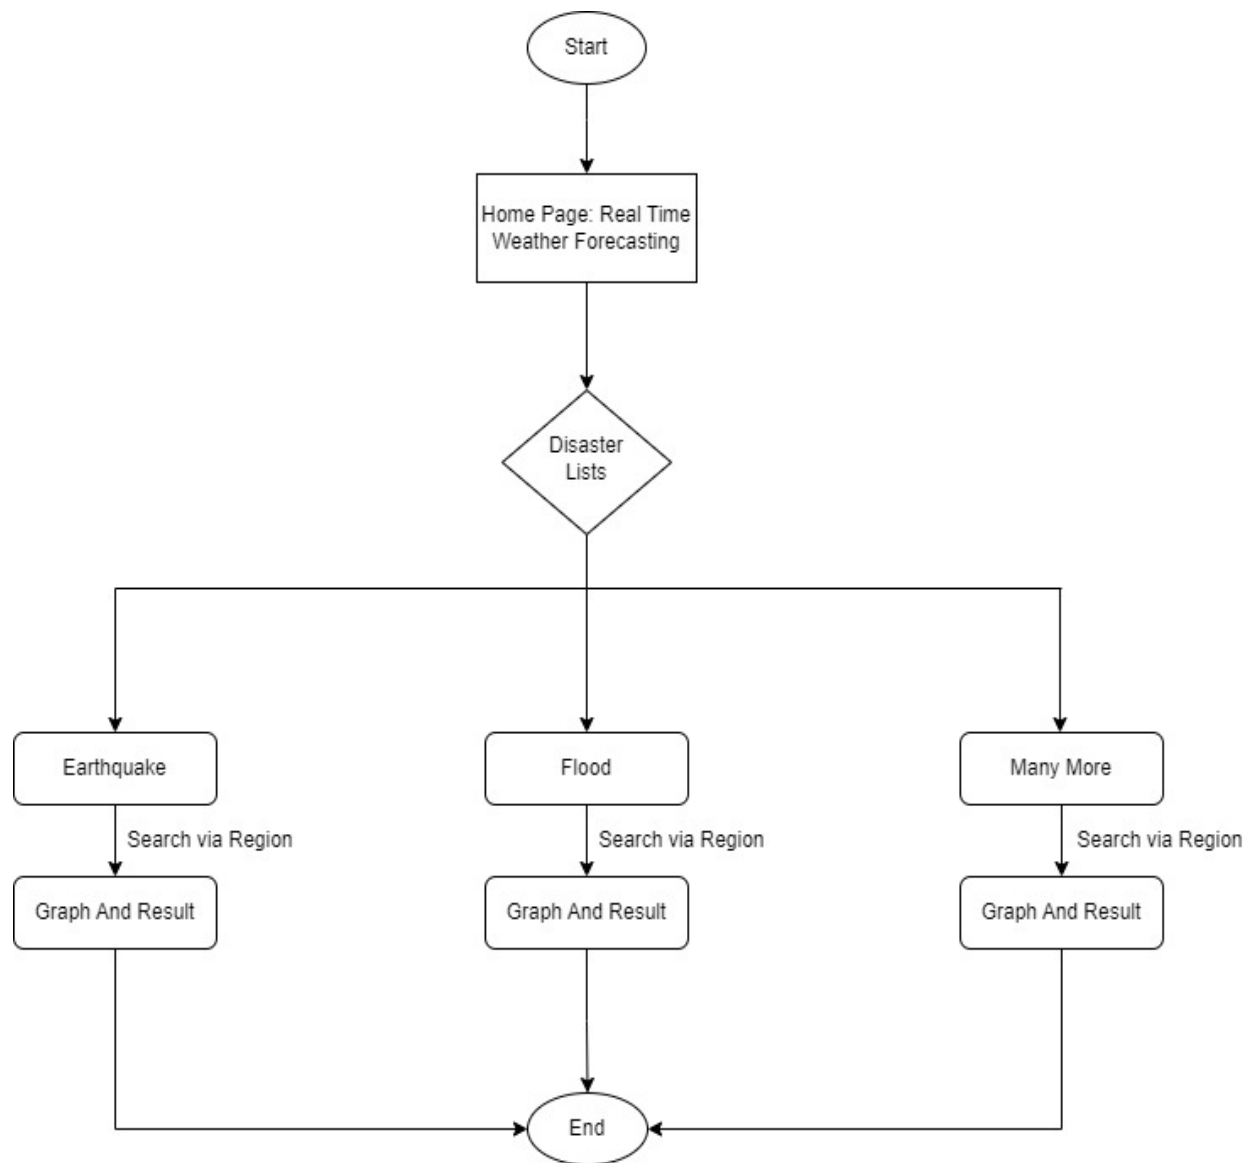 Start
Home Page: Real Time
Weather Forecasting
Disaster
Lists
Earthquake
Flood
Many More
Search via Region
Search via Region
Search via Region
Graph And Result
Graph And Result
Graph And Result
End